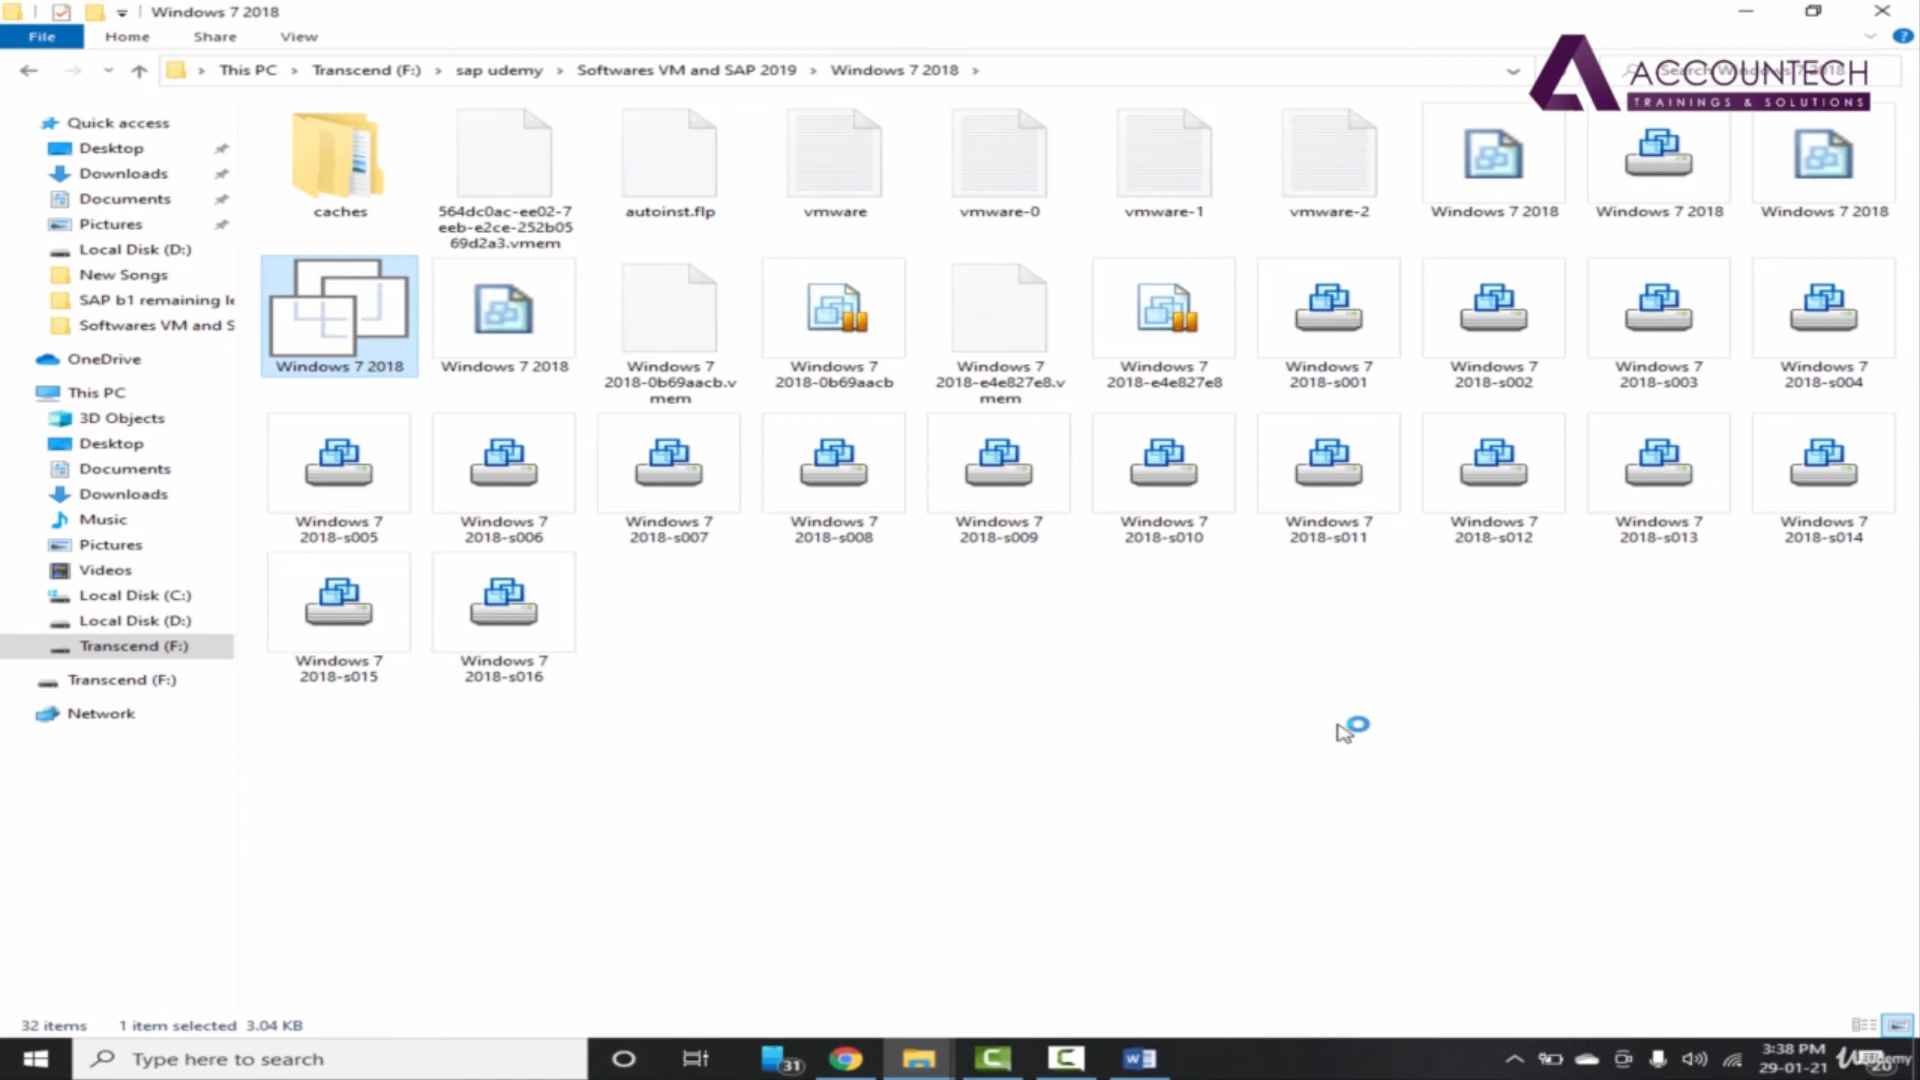 Windows 7 2018
File
Home
Share
View
This PC
Transcend (F:)
sap udemy
Softwares VM and SAP 2019
Windows 7 2018
Search Windows 7 2018
ACCOUNTECH
TRAININGS & SOLUTIONS
Quick access
Desktop
Downloads
Documents
Pictures
Local Disk (D:)
New Songs
SAP b1 remaining le
Softwares VM and S
OneDrive
This PC
3D Objects
Desktop
Documents
Downloads
Music
Pictures
Videos
Local Disk (C:)
Local Disk (D:)
Transcend (F:)
Transcend (F:)
Network
caches
564dc0ac-ee02-7
eeb-e2ce-252b05
69d2a3.vmem
autoinst.flp
vmware
vmware-0
vmware-1
vmware-2
Windows 7 2018
Windows 7 2018
Windows 7 2018
Windows 7 2018
Windows 7 2018
Windows 7
2018-0b69aacb.v
mem
Windows 7
2018-0b69aacb
Windows 7
2018-e4e827e8.v
mem
Windows 7
2018-e4e827e8
Windows 7
2018-s001
Windows 7
2018-s002
Windows 7
2018-s003
Windows 7
2018-s004
Windows 7
2018-s005
Windows 7
2018-s006
Windows 7
2018-s007
Windows 7
2018-s008
Windows 7
2018-s009
Windows 7
2018-s010
Windows 7
2018-s011
Windows 7
2018-s012
Windows 7
2018-s013
Windows 7
2018-s014
Windows 7
2018-s015
Windows 7
2018-s016
32 items
1 item selected 3.04 KB
Type here to search
31
3:38 PM
29-01-21
20